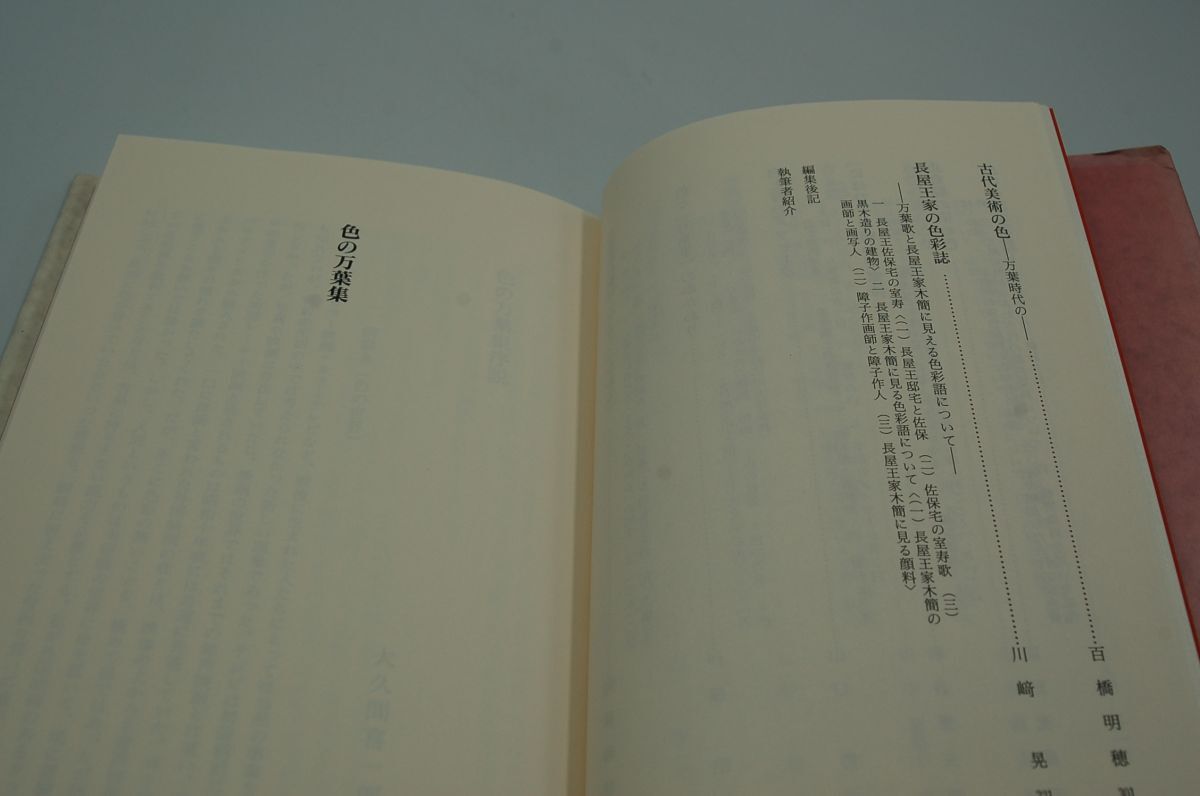 古代美術の色――万葉時代の――……………………百橋明穂
長屋王家の色彩誌……………………川﨑晃
――万葉歌と長屋王家木簡に見える色彩語について――
一 長屋王佐保宅の室寿〈(一)長屋王邸宅と佐保 (二)佐保宅の室寿歌 (三)
黒木造りの建物〉 二 長屋王家木簡に見る色彩語について〈(一)長屋王家木簡の
画師と画写人 (二)障子作画師と障子作人 (三)長屋王家木簡に見る顔料〉
編集後記
執筆者紹介
色の万葉集